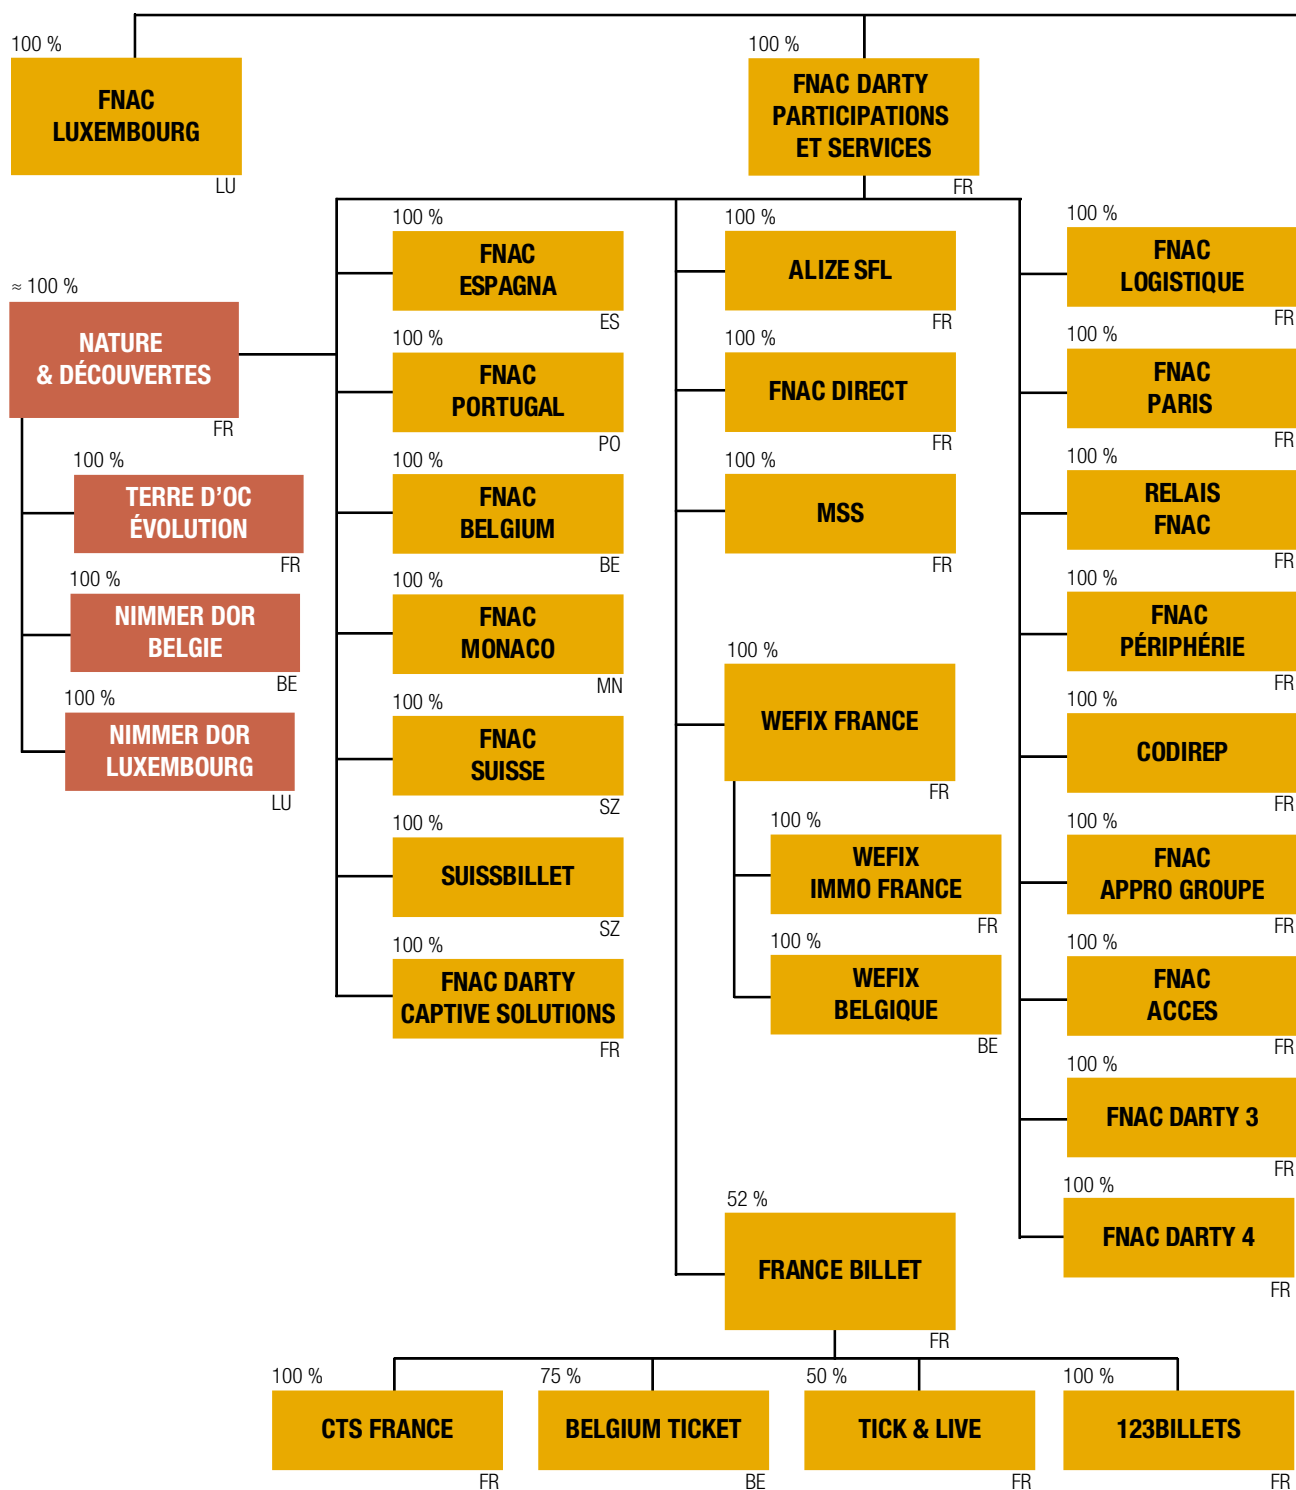 100 %
FNAC
LUXEMBOURG
LU
100 %
FNAC DARTY
PARTICIPATIONS
ET SERVICES
FR
≈ 100 %
NATURE
& DÉCOUVERTES
FR
100 %
TERRE D’OC
ÉVOLUTION
FR
100 %
NIMMER DOR
BELGIE
BE
100 %
NIMMER DOR
LUXEMBOURG
LU
100 %
FNAC
ESPAGNA
ES
100 %
FNAC
PORTUGAL
PO
100 %
FNAC
BELGIUM
BE
100 %
FNAC
MONACO
MN
100 %
FNAC
SUISSE
SZ
100 %
SUISSBILLET
SZ
100 %
FNAC DARTY
CAPTIVE SOLUTIONS
FR
100 %
ALIZE SFL
FR
100 %
FNAC DIRECT
FR
100 %
MSS
FR
100 %
WEFIX FRANCE
FR
100 %
WEFIX
IMMO FRANCE
FR
100 %
WEFIX
BELGIQUE
BE
52 %
FRANCE BILLET
FR
100 %
FNAC
LOGISTIQUE
FR
100 %
FNAC
PARIS
FR
100 %
RELAIS
FNAC
FR
100 %
FNAC
PÉRIPHÉRIE
FR
100 %
CODIREP
FR
100 %
FNAC
APPRO GROUPE
FR
100 %
FNAC
ACCES
FR
100 %
FNAC DARTY 3
FR
100 %
FNAC DARTY 4
FR
100 %
CTS FRANCE
FR
75 %
BELGIUM TICKET
BE
50 %
TICK & LIVE
FR
100 %
123BILLETS
FR